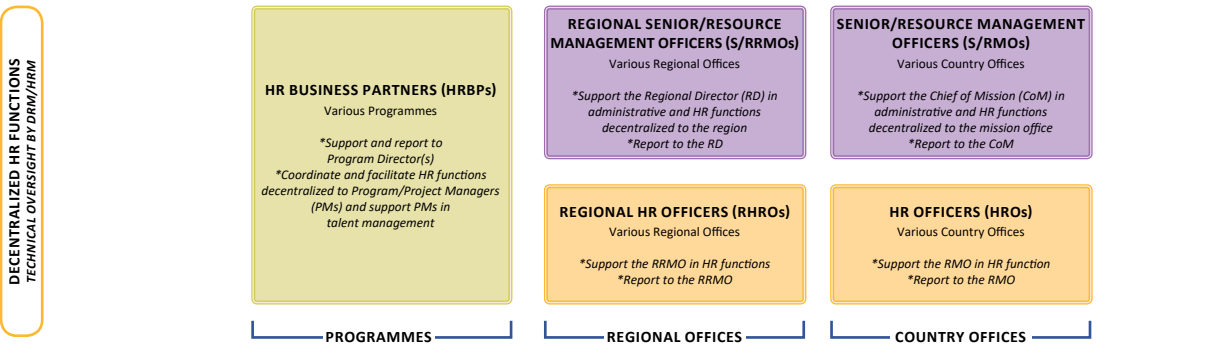 DECENTRALIZED HR FUNCTIONS
TECHNICAL OVERSIGHT BY DRM/HRM
HR BUSINESS PARTNERS (HRBPs)
Various Programmes
*Support and report to
Program Director(s)
*Coordinate and facilitate HR functions
decentralized to Program/Project Managers
(PMs) and support PMs in
talent management
REGIONAL SENIOR/RESOURCE
MANAGEMENT OFFICERS (S/RRMOs)
Various Regional Offices
*Support the Regional Director (RD) in
administrative and HR functions
decentralized to the region
*Report to the RD
SENIOR/RESOURCE MANAGEMENT
OFFICERS (S/RMOs)
Various Country Offices
*Support the Chief of Mission (CoM) in
administrative and HR functions
decentralized to the mission office
*Report to the CoM
REGIONAL HR OFFICERS (RHROs)
Various Regional Offices
*Support the RRMO in HR functions
*Report to the RRMO
HR OFFICERS (HROs)
Various Country Offices
*Support the RMO in HR function
*Report to the RMO
PROGRAMMES
REGIONAL OFFICES
COUNTRY OFFICES